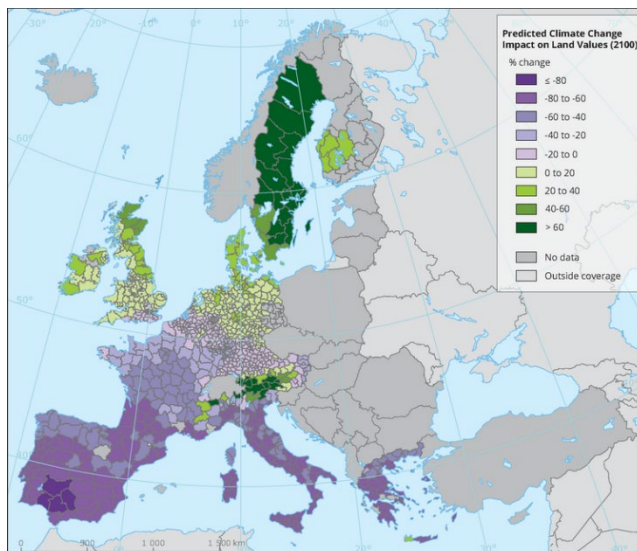 -30° -20° -10° 0° 10° 20° 30°
Predicted Climate Change
Impact on Land Values (2100)
% change
≤ -80
-80 to -60
-60 to -40
-40 to -20
-20 to 0
0 to 20
20 to 40
40-60
> 60
No data
Outside coverage
60°
50°
40°
0 500 1 000 1 500 km